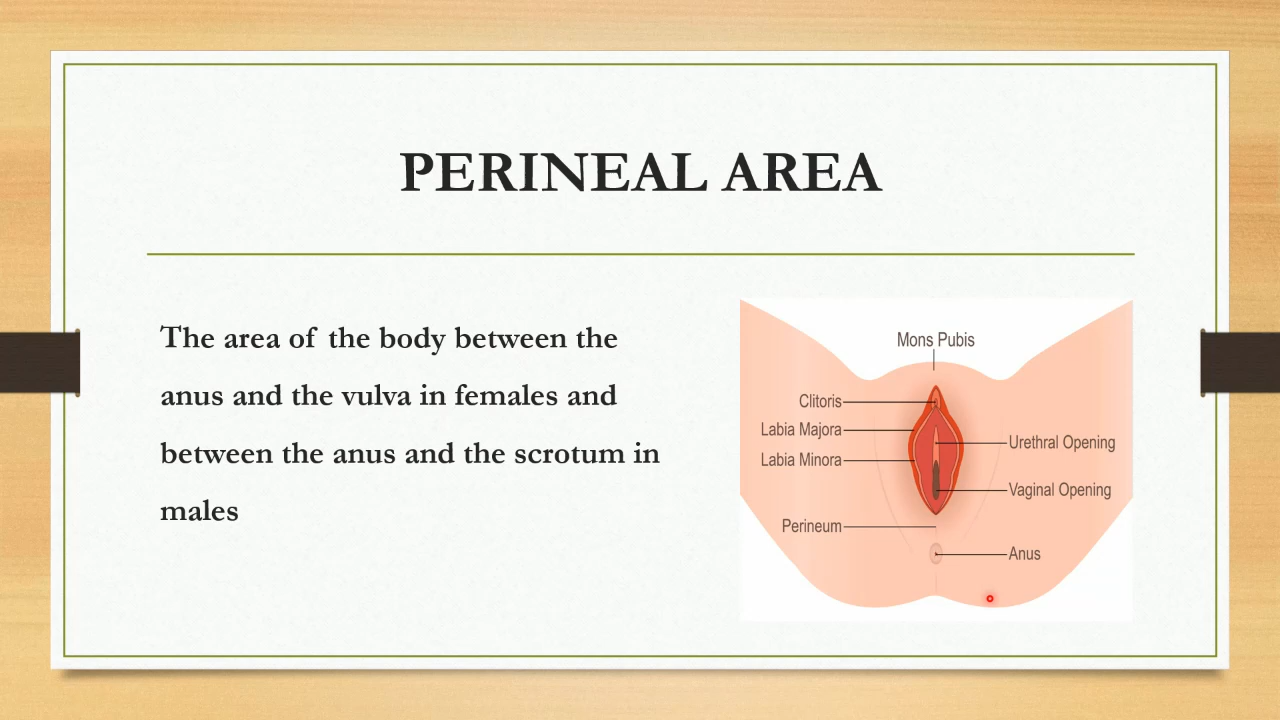 PERINEAL AREA
The area of the body between the
anus and the vulva in females and
between the anus and the scrotum in
males
Mons Pubis
Clitoris
Labia Majora
Urethral Opening
Labia Minora
Vaginal Opening
Perineum
Anus